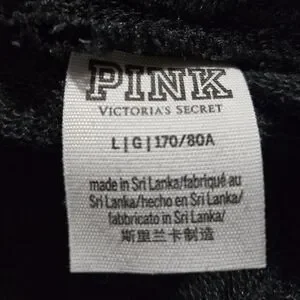 PINK
VICTORIA'S SECRET
L | G | 170/80A
made in Sri Lanka/fabriqué au
Sri Lanka/hecho en Sri Lanka/
fabbricato in Sri Lanka/
斯里兰卡制造